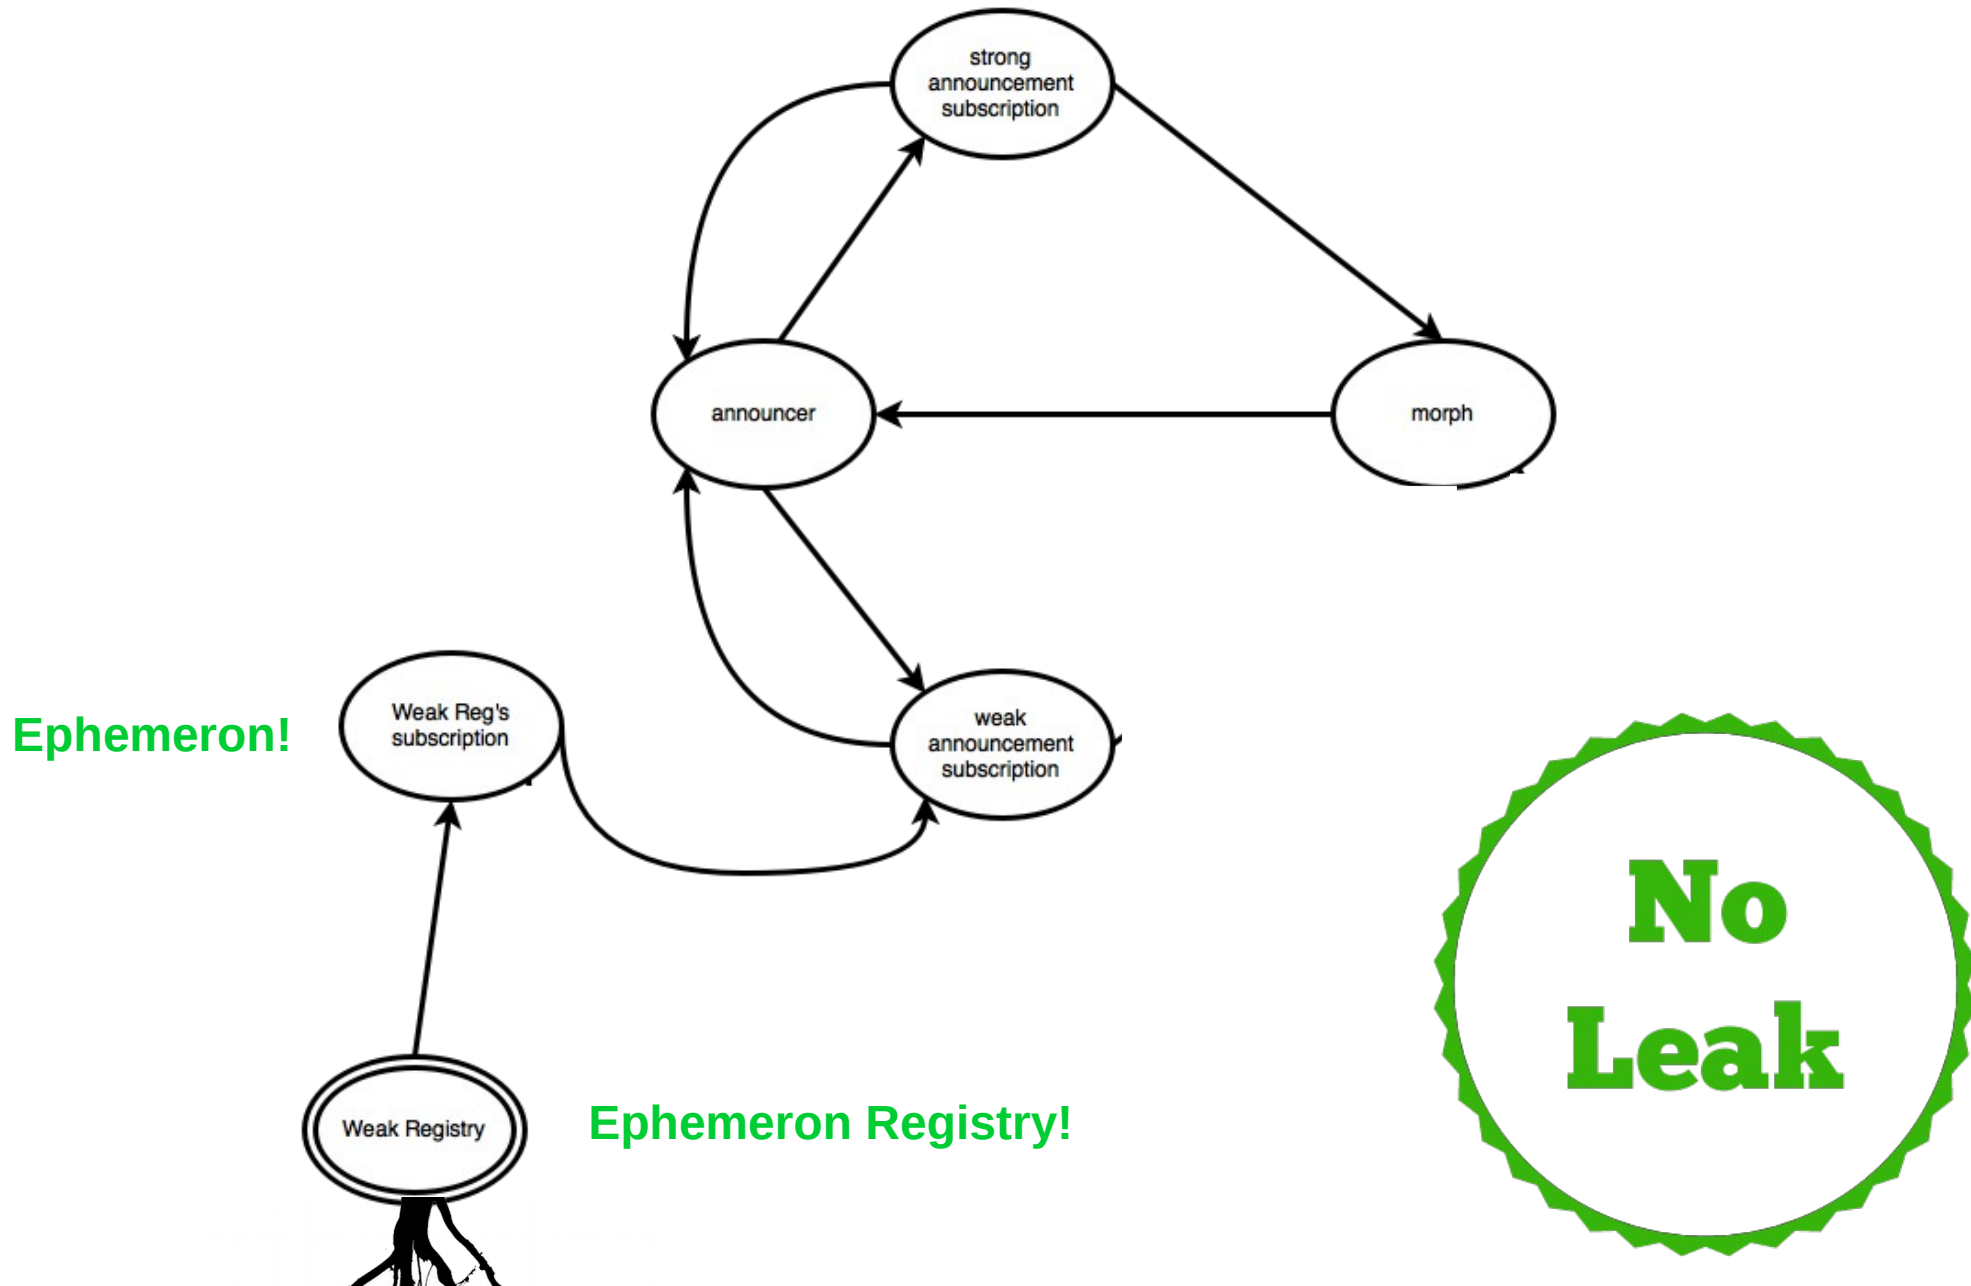 strong
announcement
subscription
announcer
morph
Weak Reg's
subscription
Ephemeron!
weak
announcement
subscription
Weak Registry
Ephemeron Registry!
No
Leak